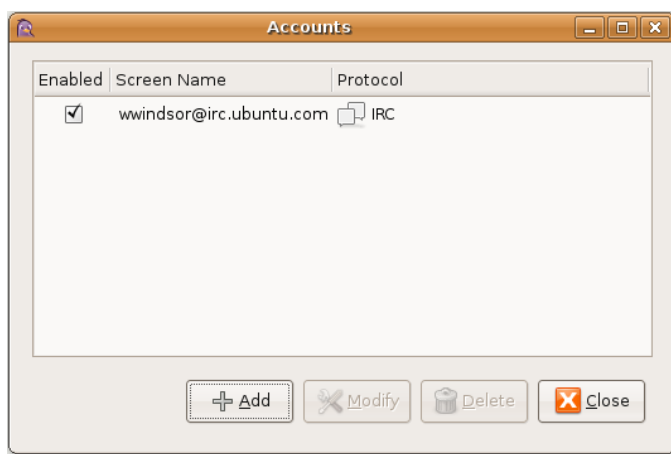 Accounts
Enabled Screen Name Protocol
wwindsor@irc.ubuntu.com IRC
Add Modify Delete Close